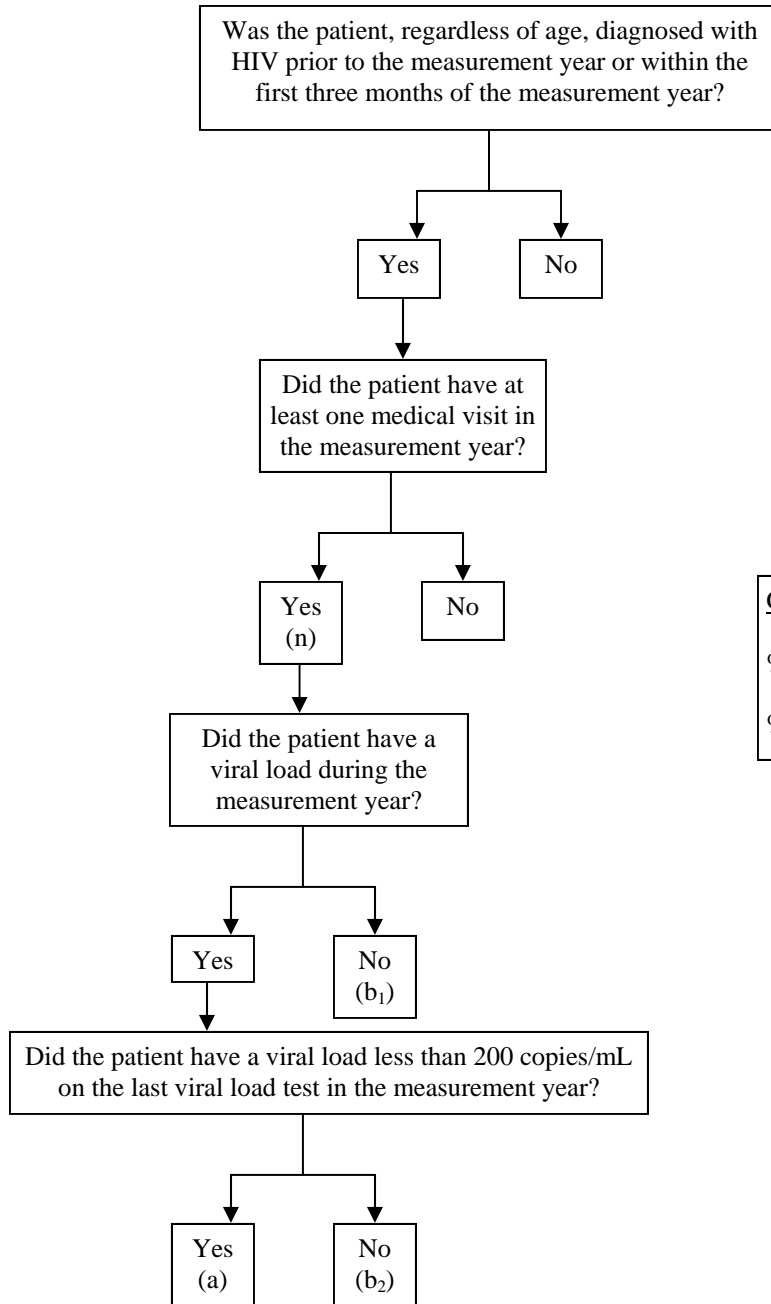 Was the patient, regardless of age, diagnosed with
HIV prior to the measurement year or within the
first three months of the measurement year?
Yes
No
Did the patient have at
least one medical visit in
the measurement year?
Yes
(n)
No
Did the patient have a
viral load during the
measurement year?
Yes
No
(b₁)
Did the patient have a viral load less than 200 copies/mL
on the last viral load test in the measurement year?
Yes
(a)
No
(b₂)